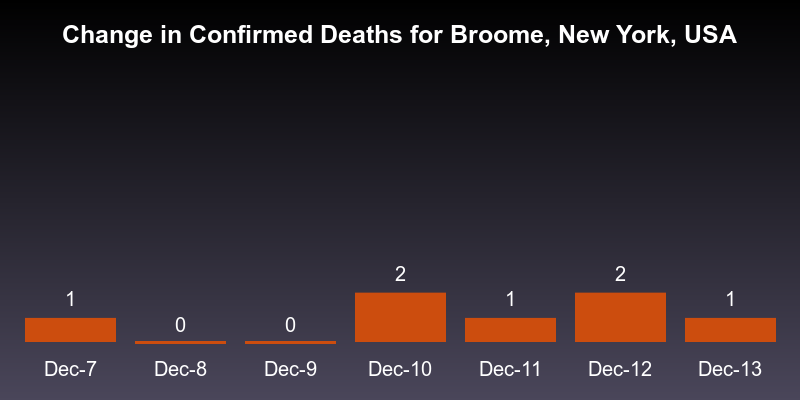 Change in Confirmed Deaths for Broome, New York, USA
2
2
1
1
1
0
0
Dec-7
Dec-8
Dec-9
Dec-10
Dec-11
Dec-12
Dec-13